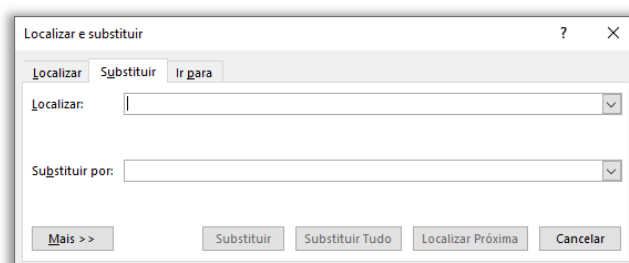 Localizar e substituir ? ×
Localizar Substituir Ir para
Localizar:
Substituir por:
Mais >> Substituir Substituir Tudo Localizar Próxima Cancelar